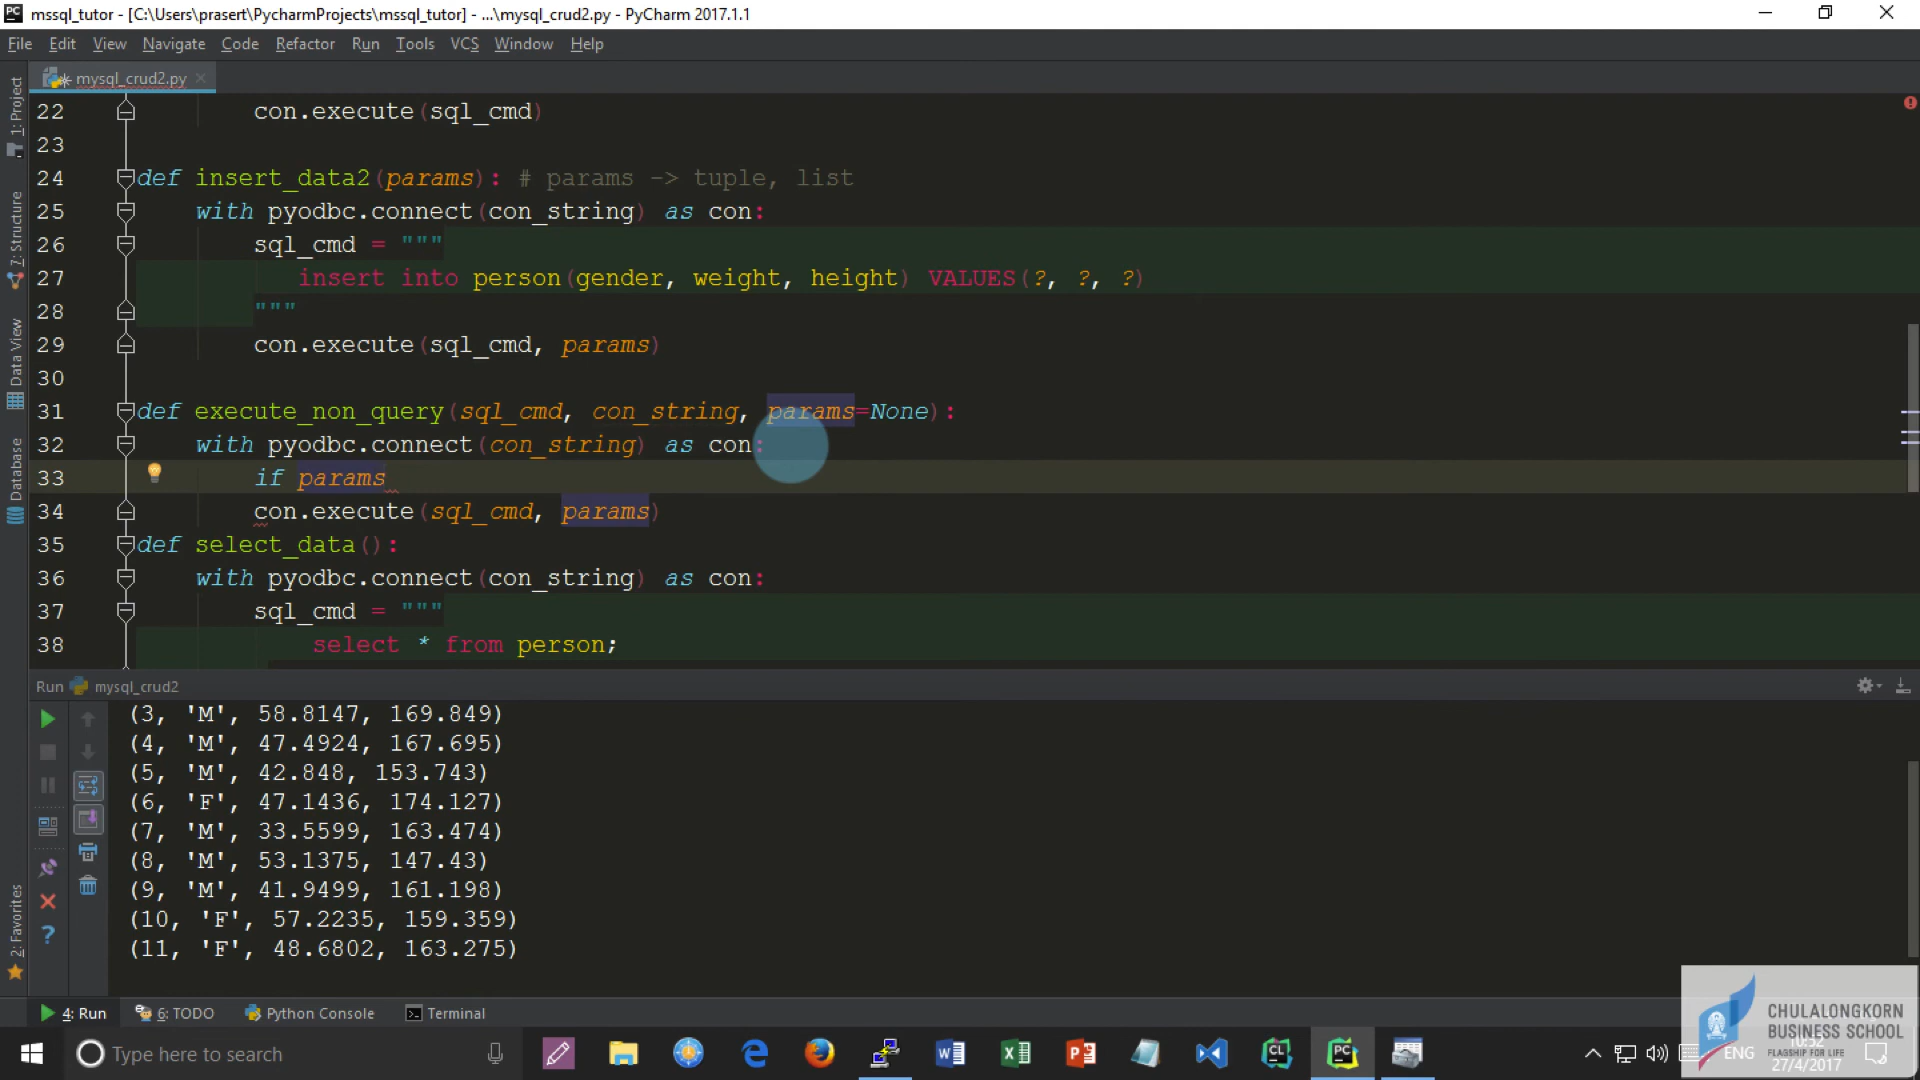 mssql_tutor - [C:\Users\prasert\PycharmProjects\mssql_tutor] - ...\mysql_crud2.py - PyCharm 2017.1.1
File Edit View Navigate Code Refactor Run Tools VCS Window Help
mysql_crud2.py
1: Project
7: Structure
Data View
Database
2: Favorites
22 con.execute(sql_cmd)
23
24 def insert_data2(params): # params -> tuple, list
25 with pyodbc.connect(con_string) as con:
26 sql_cmd = """
27 insert into person(gender, weight, height) VALUES(?, ?, ?)
28 """
29 con.execute(sql_cmd, params)
30
31 def execute_non_query(sql_cmd, con_string, params=None):
32 with pyodbc.connect(con_string) as con:
33 if params
34 con.execute(sql_cmd, params)
35 def select_data():
36 with pyodbc.connect(con_string) as con:
37 sql_cmd = """
38 select * from person;
Run mysql_crud2
(3, 'M', 58.8147, 169.849)
(4, 'M', 47.4924, 167.695)
(5, 'M', 42.848, 153.743)
(6, 'F', 47.1436, 174.127)
(7, 'M', 33.5599, 163.474)
(8, 'M', 53.1375, 147.43)
(9, 'M', 41.9499, 161.198)
(10, 'F', 57.2235, 159.359)
(11, 'F', 48.6802, 163.275)
4: Run 6: TODO Python Console Terminal
Type here to search
ENG
10:52
27/4/2017
CHULALONGKORN
BUSINESS SCHOOL
FLAGSHIP FOR LIFE